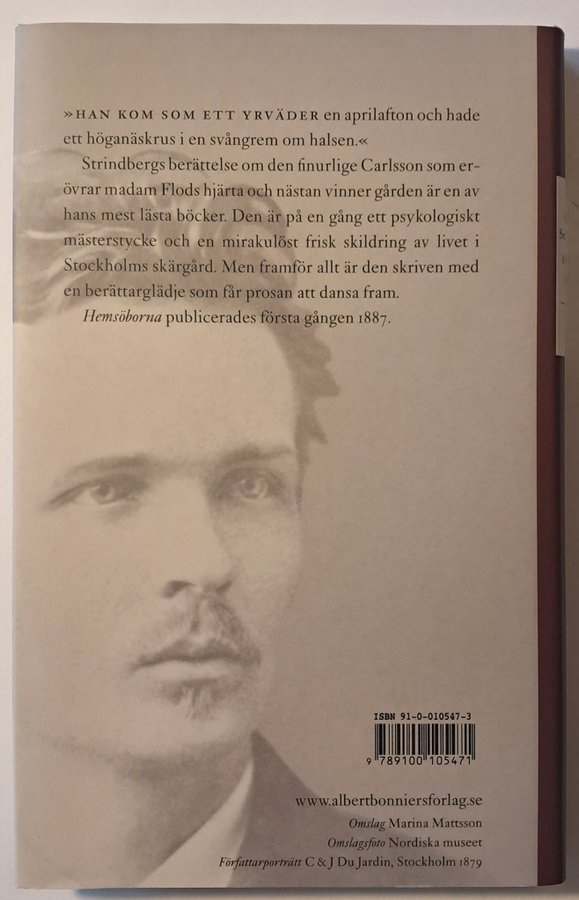 »HAN KOM SOM ETT YRVÄDER en aprilafton och hade
ett höganäskrus i en svångrem om halsen.«
Strindbergs berättelse om den finurlige Carlsson som er-
övrar madam Flods hjärta och nästan vinner gården är en av
hans mest lästa böcker. Den är på en gång ett psykologiskt
mästerstycke och en mirakulöst frisk skildring av livet i
Stockholms skärgård. Men framför allt är den skriven med
en berättarglädje som får prosan att dansa fram.
Hemsöborna publicerades första gången 1887.
ISBN 91-0-010547-3
9 789100 105471
www.albertbonniersforlag.se
Omslag Marina Mattsson
Omslagsfoto Nordiska museet
Författarporträtt C & J Du Jardin, Stockholm 1879